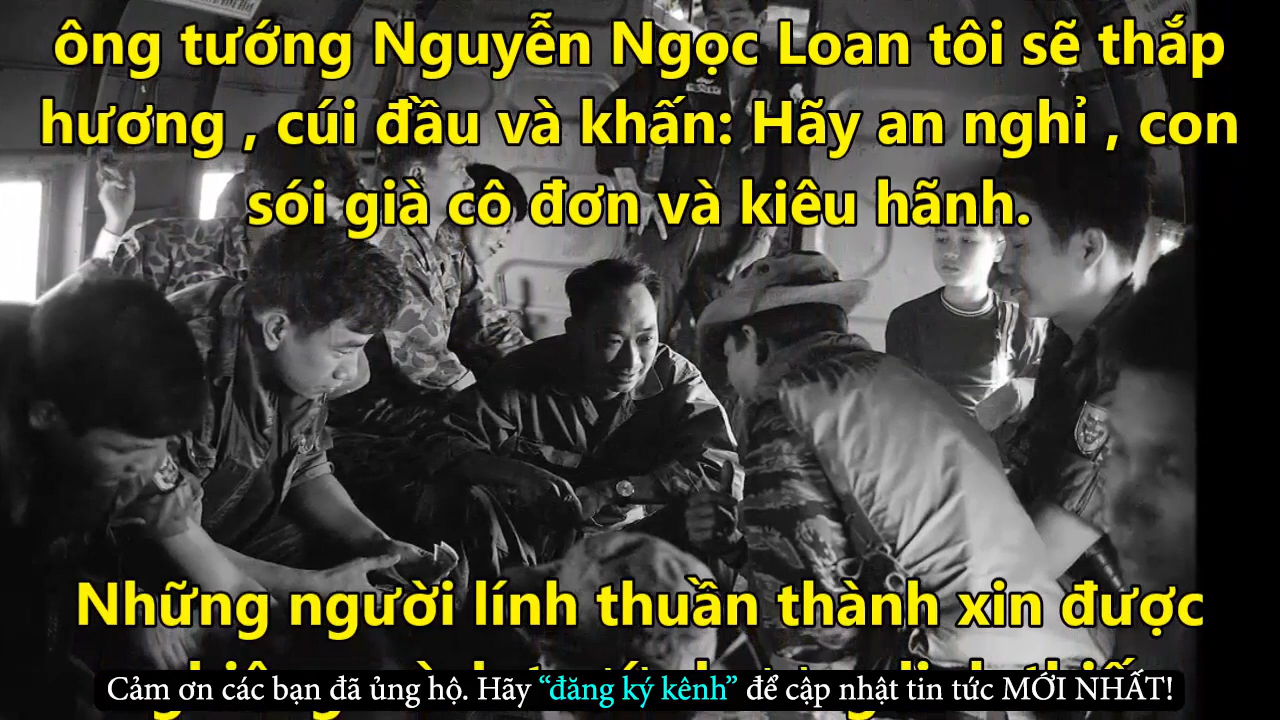 ông tướng Nguyễn Ngọc Loan tôi sẽ thắp
hương , cúi đầu và khấn: Hãy an nghỉ , con
sói già cô đơn và kiêu hãnh.
Những người lính thuần thành xin được
Cảm ơn các bạn đã ủng hộ. Hãy “đăng ký kênh” để cập nhật tin tức MỚI NHẤT!